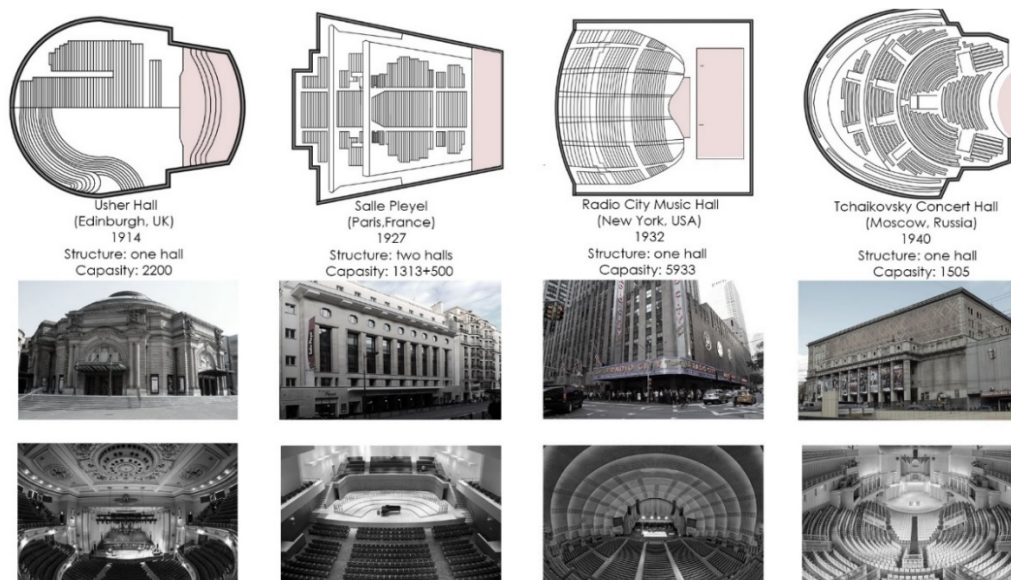 Usher Hall
(Edinburgh, UK)
1914
Structure: one hall
Capasity: 2200
Salle Pleyel
(Paris,France)
1927
Structure: two halls
Capasity: 1313+500
Radio City Music Hall
(New York, USA)
1932
Structure: one hall
Capasity: 5933
Tchaikovsky Concert Hall
(Moscow, Russia)
1940
Structure: one hall
Capasity: 1505